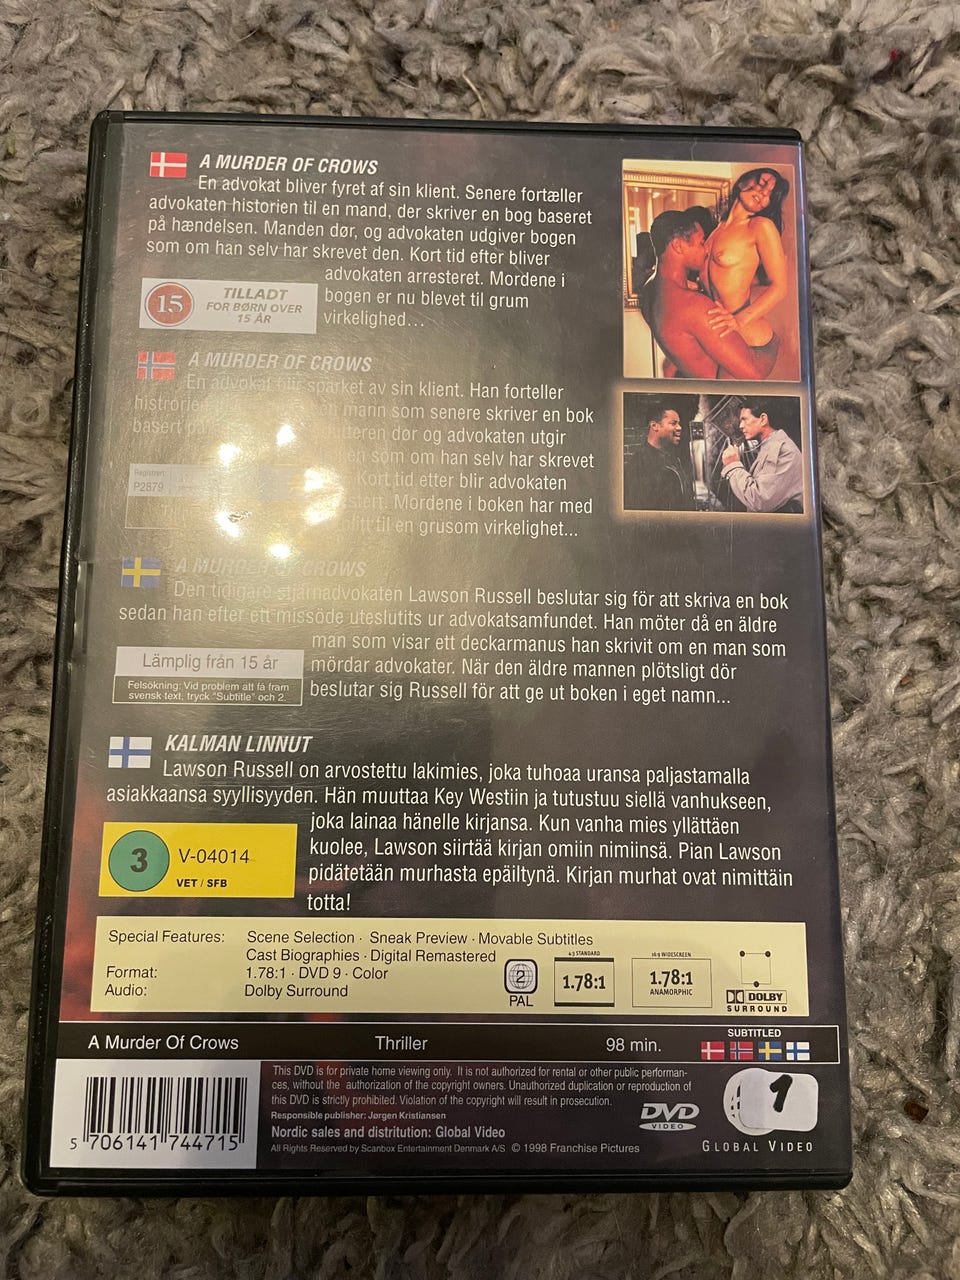 A MURDER OF CROWS
En advokat bliver fyret af sin klient. Senere fortæller
advokaten historien til en mand, der skriver en bog baseret
på hændelsen. Manden dør, og advokaten udgiver bogen
som om han selv har skrevet den. Kort tid efter bliver
advokaten arresteret. Mordene i
bogen er nu blevet til grum
virkelighed...
15
TILLADT
FOR BØRN OVER
15 ÅR
A MURDER OF CROWS
En advokat blir sparket av sin klient. Han forteller
en mann som senere skriver en bok
basert på
dør og advokaten utgir
som om han selv har skrevet
Kort tid etter blir advokaten
Mordene i boken har med
til en grusom virkelighet...
Registrert:
P2879
A MURDER OF CROWS
Den tidigare stjärnadvokaten Lawson Russell beslutar sig för att skriva en bok
sedan han efter ett missöde uteslutits ur advokatsamfundet. Han möter då en äldre
man som visar ett deckarmanus han skrivit om en man som
mördar advokater. När den äldre mannen plötsligt dör
beslutar sig Russell för att ge ut boken i eget namn...
Lämplig från 15 år
Felsökning: Vid problem att få fram
svensk text, tryck "Subtitle" och 2.
KALMAN LINNUT
Lawson Russell on arvostettu lakimies, joka tuhoaa uransa paljastamalla
asiakkaansa syyllisyyden. Hän muuttaa Key Westiin ja tutustuu siellä vanhukseen,
joka lainaa hänelle kirjansa. Kun vanha mies yllättäen
kuolee, Lawson siirtää kirjan omiin nimiinsä. Pian Lawson
pidätetään murhasta epäiltynä. Kirjan murhat ovat nimittäin
totta!
3
V-04014
VET / SFB
Special Features: Scene Selection · Sneak Preview · Movable Subtitles
Cast Biographies · Digital Remastered
Format: 1.78:1 · DVD 9 · Color
Audio: Dolby Surround
2
PAL
4:3 STANDARD
1.78:1
16:9 WIDESCREEN
1.78:1
ANAMORPHIC
DOLBY
SURROUND
A Murder Of Crows Thriller 98 min.
SUBTITLED
This DVD is for private home viewing only. It is not authorized for rental or other public performan-
ces, without the authorization of the copyright owners. Unauthorized duplication or reproduction of
this DVD is strictly prohibited. Violation of the copyright will result in prosecution.
Responsible publisher: Jørgen Kristiansen
Nordic sales and distribution: Global Video
All Rights Reserved by Scanbox Entertainment Denmark A/S © 1998 Franchise Pictures
5 706141 744715
DVD
VIDEO
1
GLOBAL VIDEO